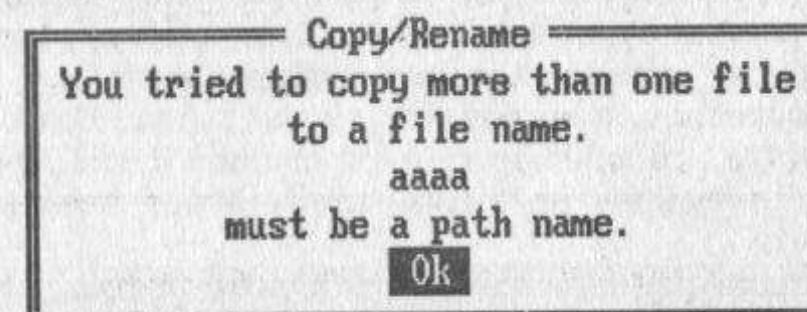 Copy/Rename
You tried to copy more than one file
to a file name.
aaaa
must be a path name.
Ok